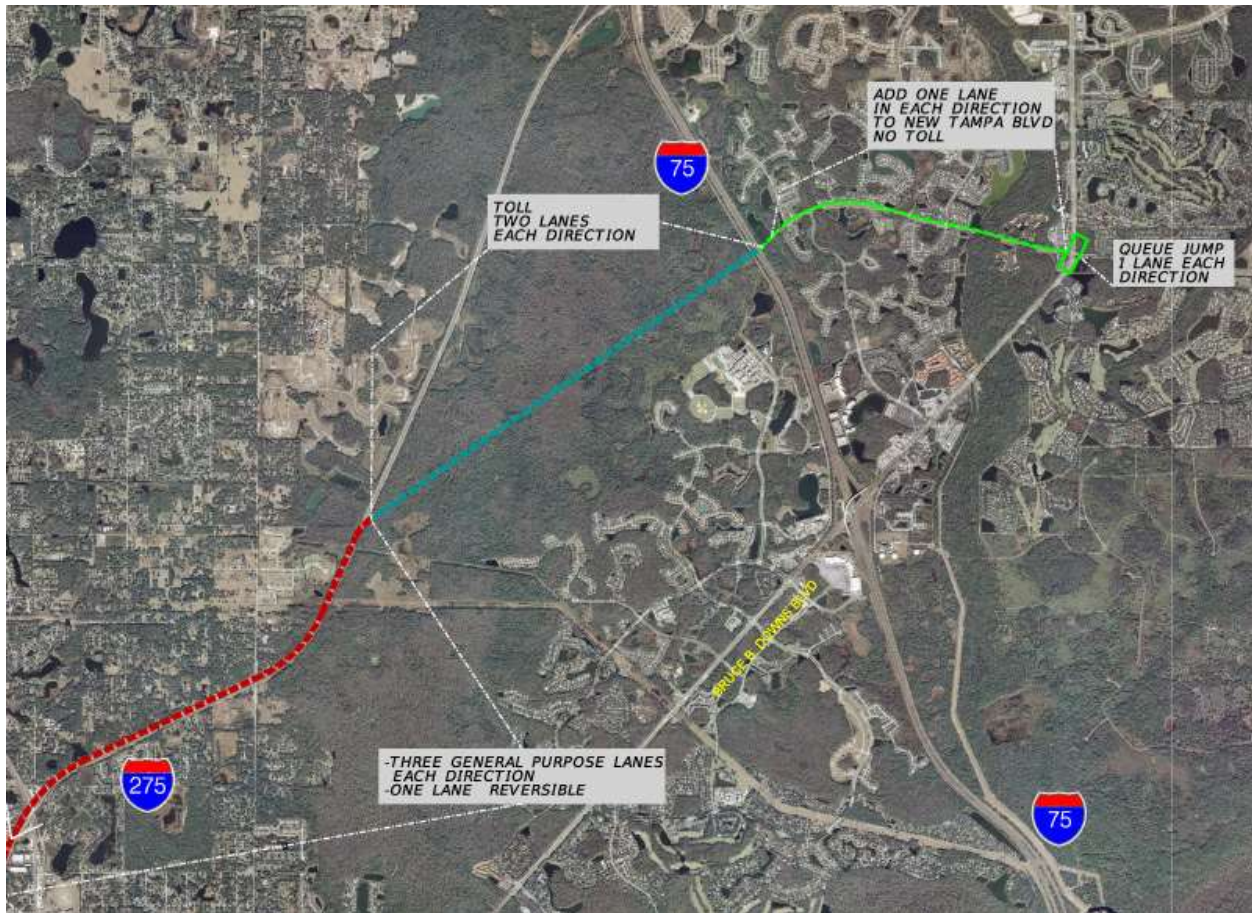 ADD ONE LANE
IN EACH DIRECTION
TO NEW TAMPA BLVD
NO TOLL
75
TOLL
TWO LANES
EACH DIRECTION
QUEUE JUMP
1 LANE EACH
DIRECTION
BRUCE B. DOWNS BLVD
-THREE GENERAL PURPOSE LANES
EACH DIRECTION
-ONE LANE REVERSIBLE
275
75